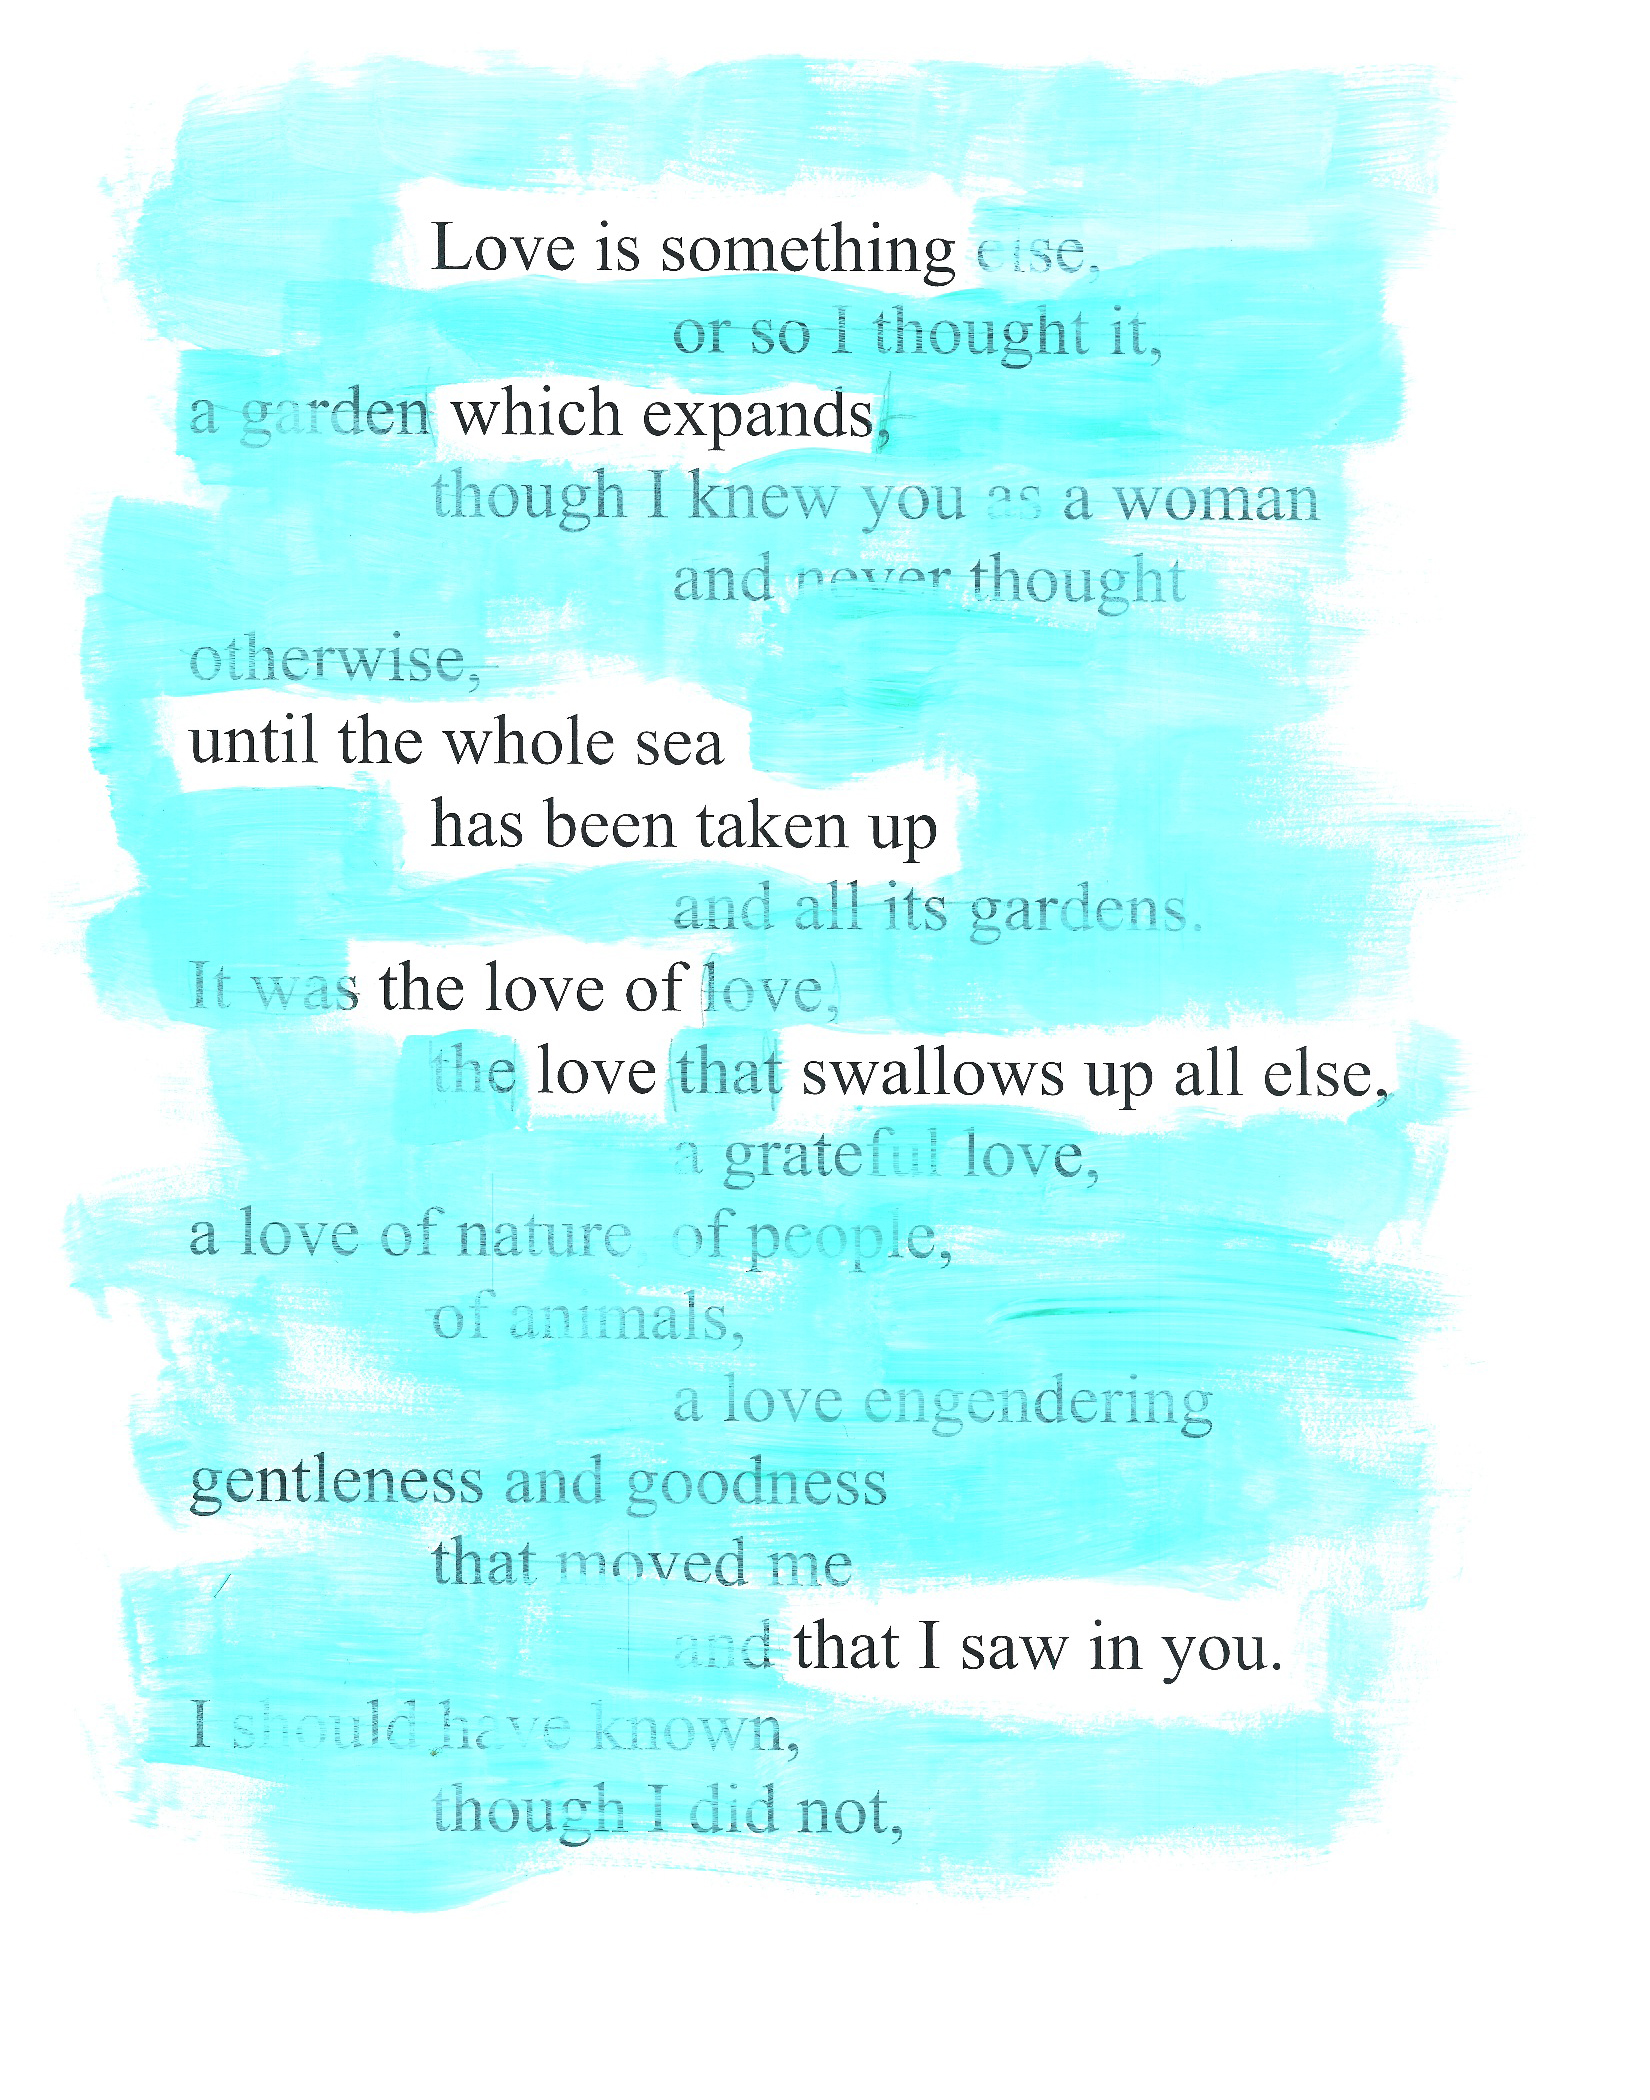 Love is something else,
or so I thought it,
a garden which expands,
though I knew you as a woman
and never thought
otherwise,
until the whole sea
has been taken up
and all its gardens.
It was the love of love,
the love that swallows up all else,
a grateful love,
a love of nature, of people,
of animals,
a love engendering
gentleness and goodness
that moved me
and that I saw in you.
I should have known,
though I did not,